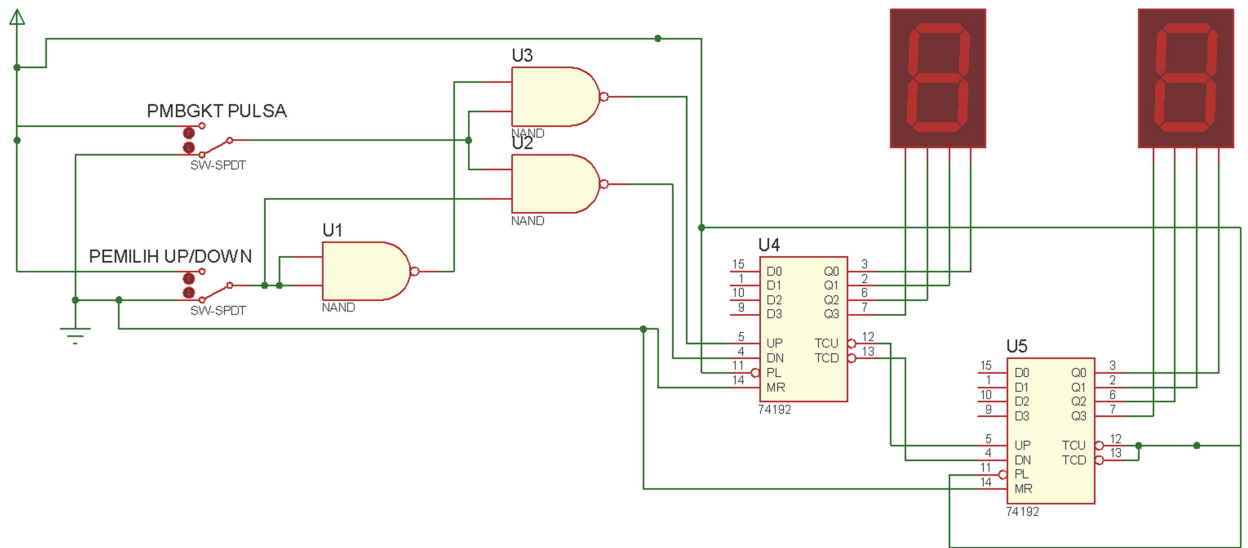 U3
NAND
PMBGKT PULSA
SW-SPDT
U2
NAND
PEMILIH UP/DOWN
SW-SPDT
U1
NAND
U4
15 D0 Q0 3
1 D1 Q1 2
10 D2 Q2 6
9 D3 Q3 7
5 UP TCU 12
4 DN TCD 13
11 PL
14 MR
74192
U5
15 D0 Q0 3
1 D1 Q1 2
10 D2 Q2 6
9 D3 Q3 7
5 UP TCU 12
4 DN TCD 13
11 PL
14 MR
74192